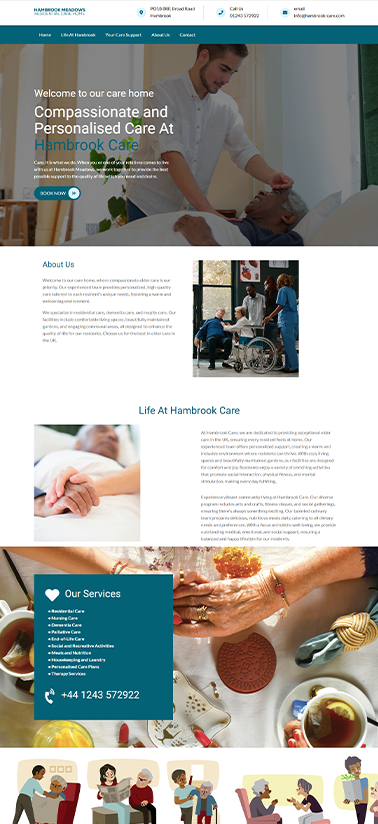 HAMBROOK MEADOWS
RESIDENTIAL CARE HOME
PO18 8RF, Broad Road
Hambrook
Call Us
01243 572922
email
info@hambrook-care.com
Home
Life At Hambrook
Your Care Support
About Us
Contact
Welcome to our care home
Compassionate and
Personalised Care At
Hambrook Care
Care; it is what we do. When you or one of your relatives comes to
live with us at Hambrook Meadows, we work together to provide the best
possible support to the quality of life which you need and desire.
BOOK NOW
About Us
Welcome to our care home, where compassionate elder care is our
priority. Our experienced team provides personalized, high-quality
care tailored to each resident's unique needs, fostering a warm and
welcoming environment.
We specialize in residential care, dementia care, and respite care. Our
facilities include comfortable living spaces, beautifully maintained
gardens, and engaging communal areas, all designed to enhance the
quality of life for our residents. Choose us for the best in elder care in
the UK.
Life At Hambrook Care
At Hambrook Care, we are dedicated to providing exceptional elder
care in the UK, ensuring every resident feels at home. Our
experienced team offers personalized support, creating a warm and
inclusive environment where residents can thrive. With cozy living
spaces and beautifully maintained gardens, our facilities are designed
for comfort and joy. Residents enjoy a variety of enriching activities
that promote social interaction, physical fitness, and mental
stimulation, making every day fulfilling.
Experience vibrant community living at Hambrook Care. Our diverse
program includes arts and crafts, fitness classes, and social gatherings,
ensuring there's always something exciting. Our talented culinary
team prepares delicious, nutritious meals daily, catering to all dietary
needs and preferences. With a focus on holistic well-being, we provide
outstanding medical, emotional, and social support, ensuring a
balanced and happy lifestyle for our residents.
Our Services
• Residential Care
• Nursing Care
• Dementia Care
• Palliative Care
• End-of-Life Care
• Social and Recreative Activities
• Meals and Nutrition
• Housekeeping and Laundry
• Personalised Care Plans
• Therapy Services
+44 1243 572922